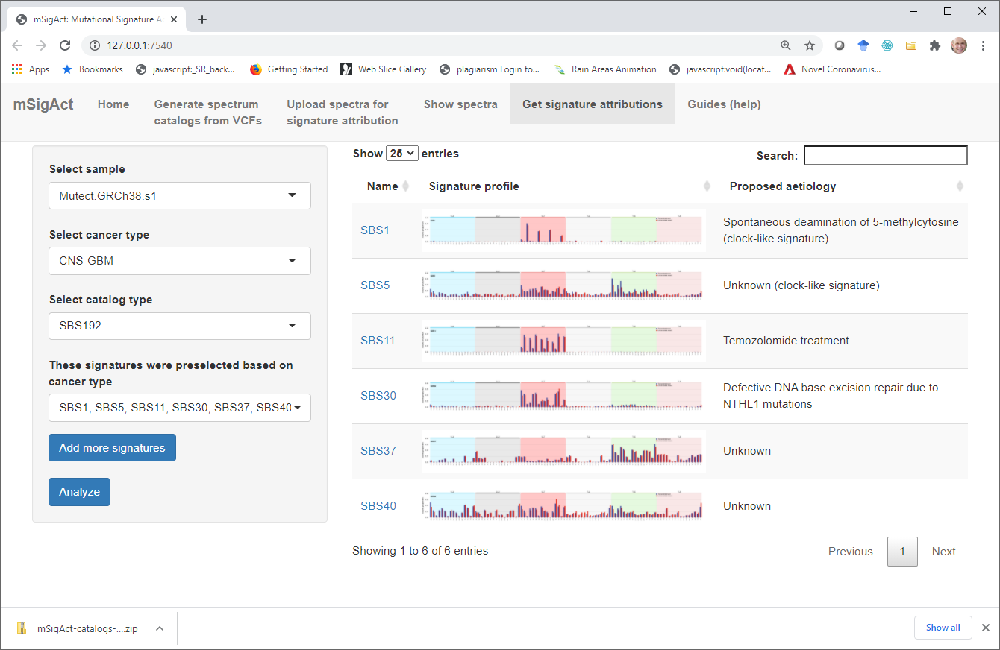 mSigAct: Mutational Signature A
127.0.0.1:7540
Apps
Bookmarks
javascript:_SR_back...
Getting Started
Web Slice Gallery
plagiarism Login to...
Rain Areas Animation
javascript:void(locat...
Novel Coronavirus...
mSigAct
Home
Generate spectrum
catalogs from VCFs
Upload spectra for
signature attribution
Show spectra
Get signature attributions
Guides (help)
Select sample
Mutect.GRCh38.s1
Select cancer type
CNS-GBM
Select catalog type
SBS192
These signatures were preselected based on
cancer type
SBS1, SBS5, SBS11, SBS30, SBS37, SBS40
Add more signatures
Analyze
Show 25 entries
Search:
Name
Signature profile
Proposed aetiology
SBS1
Spontaneous deamination of 5-methylcytosine
(clock-like signature)
SBS5
Unknown (clock-like signature)
SBS11
Temozolomide treatment
SBS30
Defective DNA base excision repair due to
NTHL1 mutations
SBS37
Unknown
SBS40
Unknown
Showing 1 to 6 of 6 entries
Previous
1
Next
mSigAct-catalogs-....zip
Show all